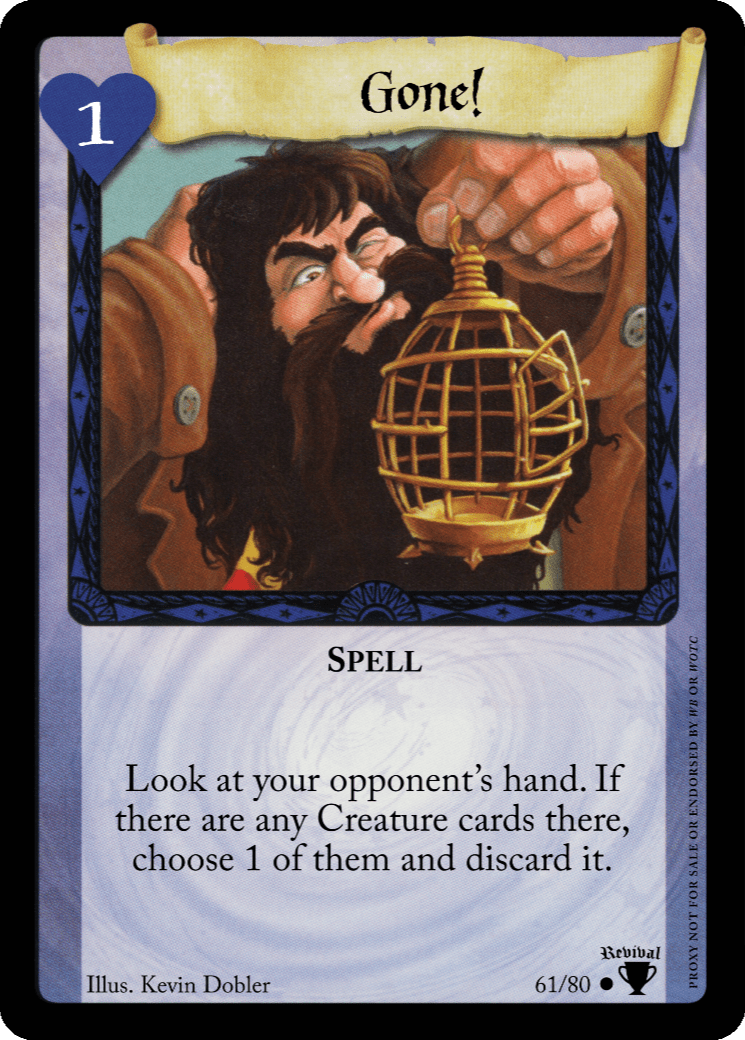 Gone!
1
SPELL
Look at your opponent's hand. If
there are any Creature cards there,
choose 1 of them and discard it.
PROXY NOT FOR SALE OR ENDORSED BY WB OR WOTC
Revival
Illus. Kevin Dobler
61/80